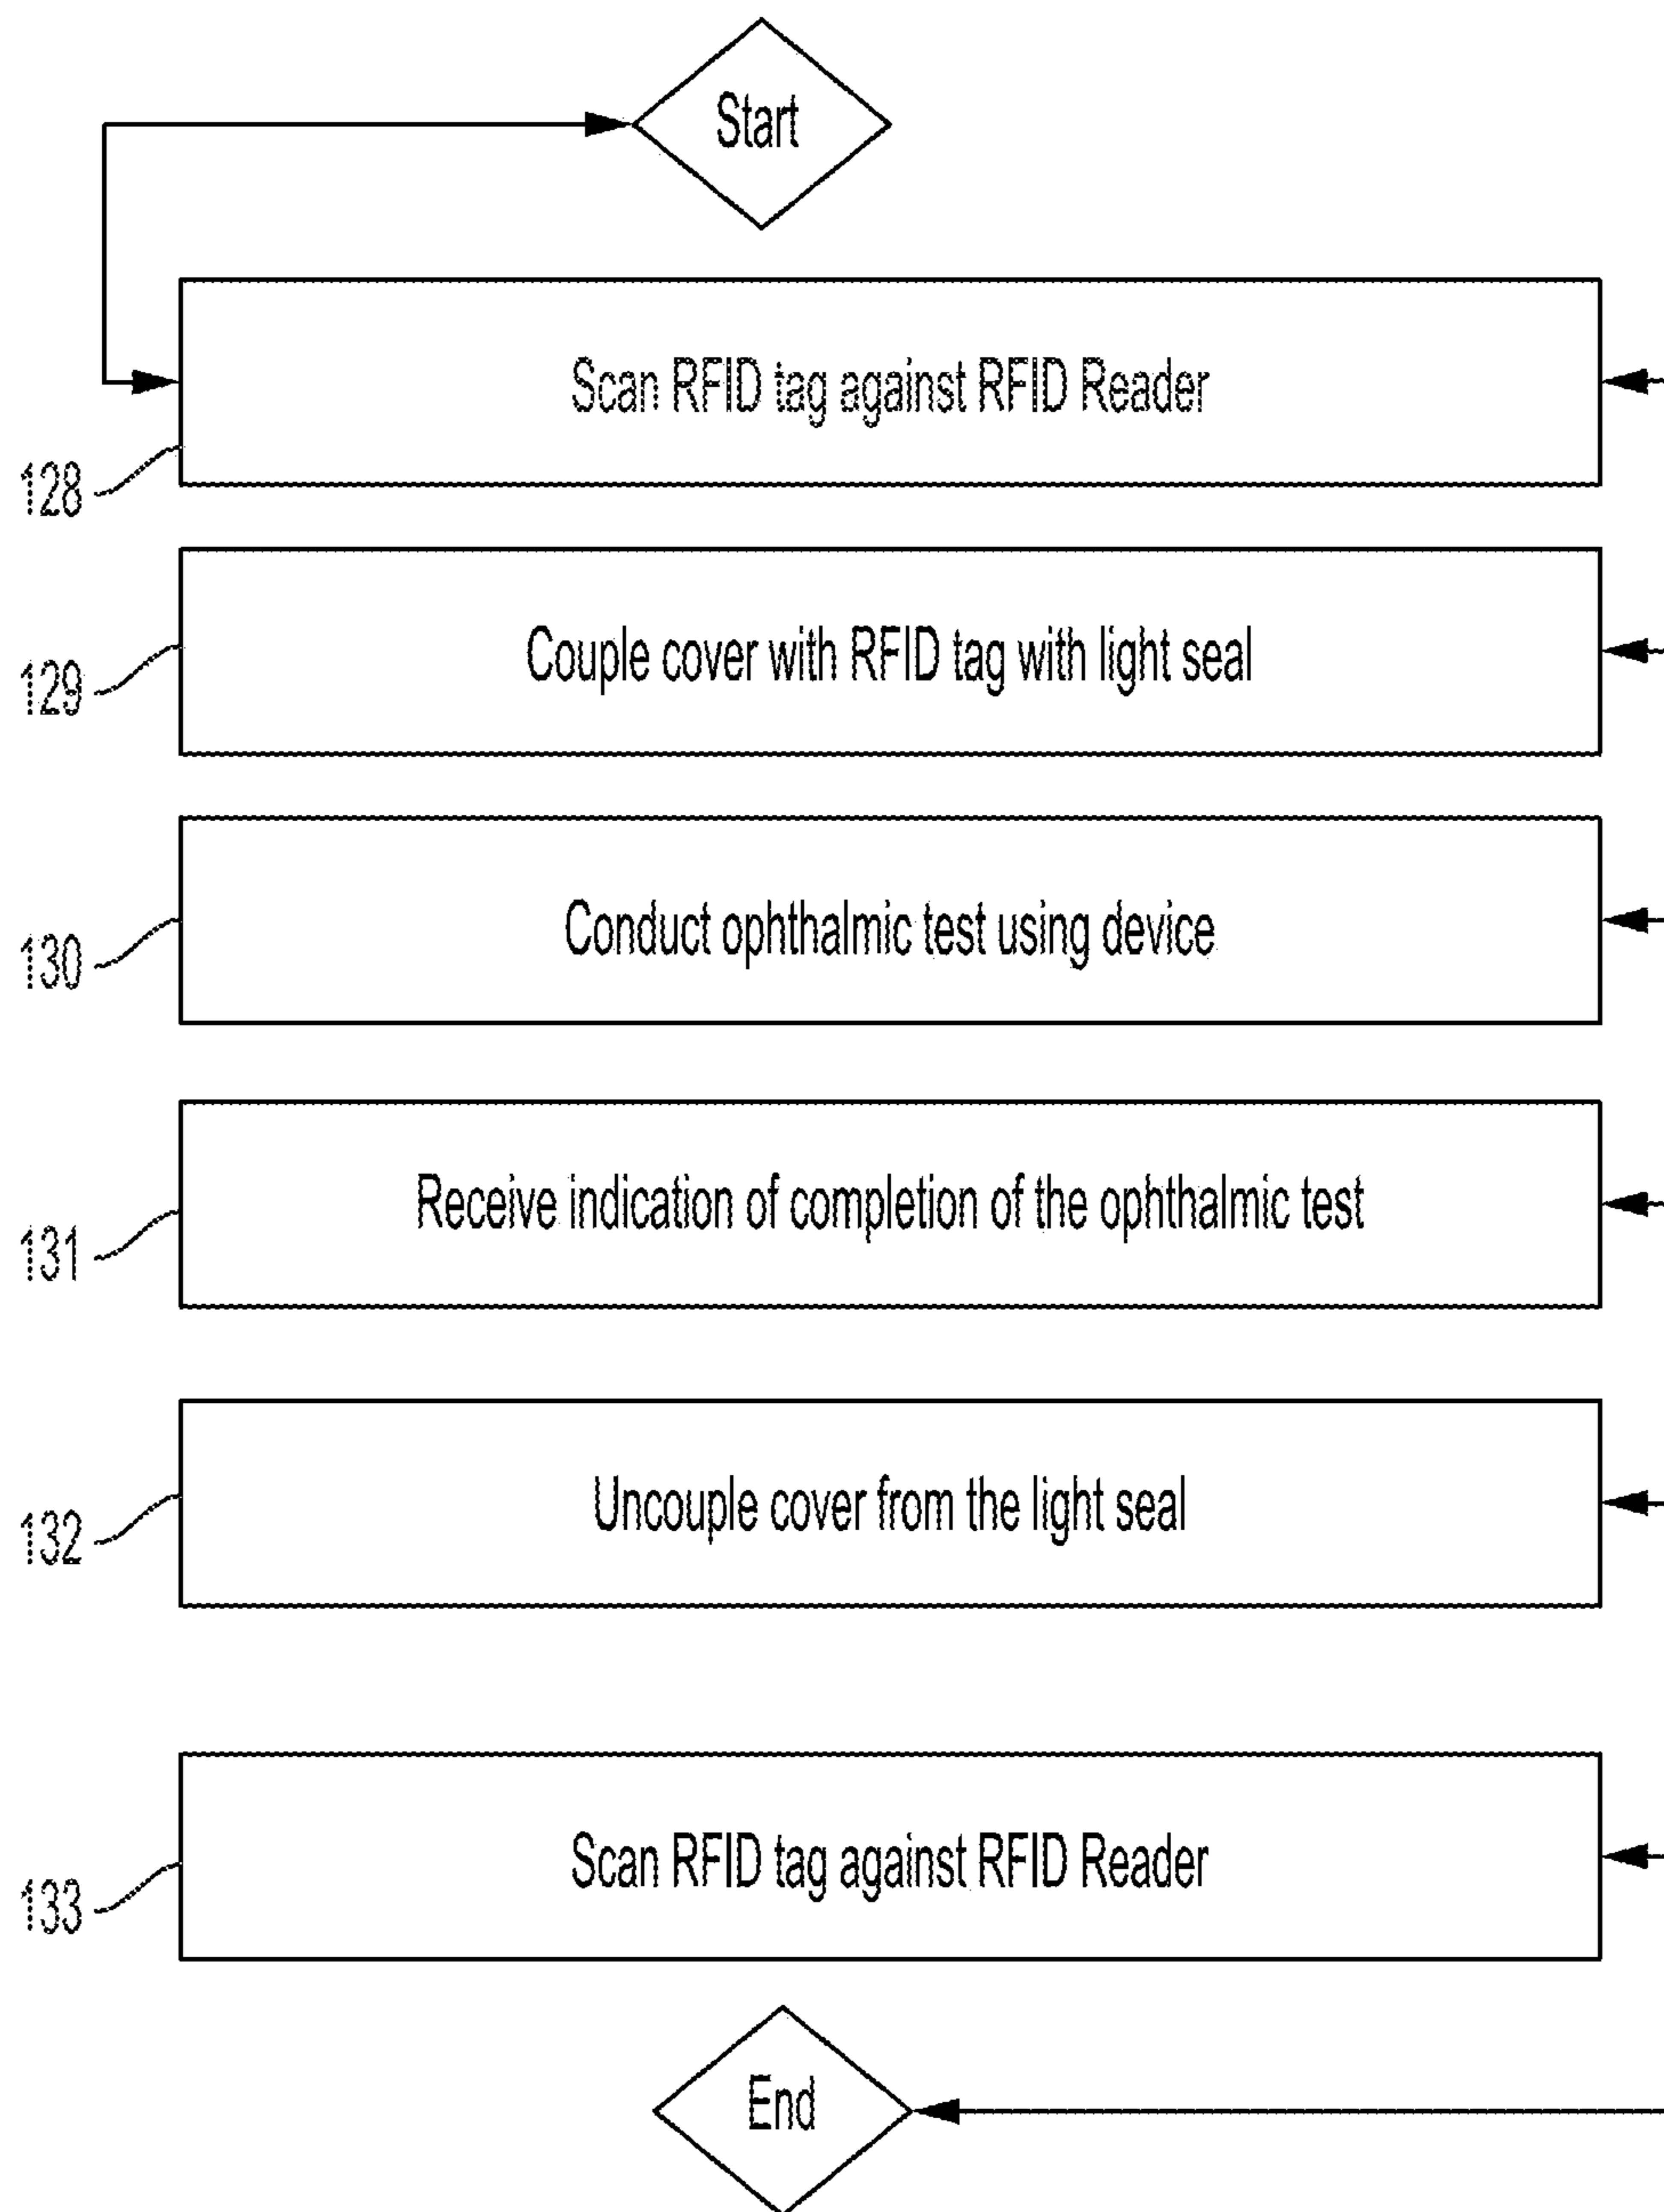 Start
Scan RFID tag against RFID Reader
128
Couple cover with RFID tag with light seal
129
Conduct ophthalmic test using device
130
Receive indication of completion of the ophthalmic test
131
Uncouple cover from the light seal
132
Scan RFID tag against RFID Reader
133
End